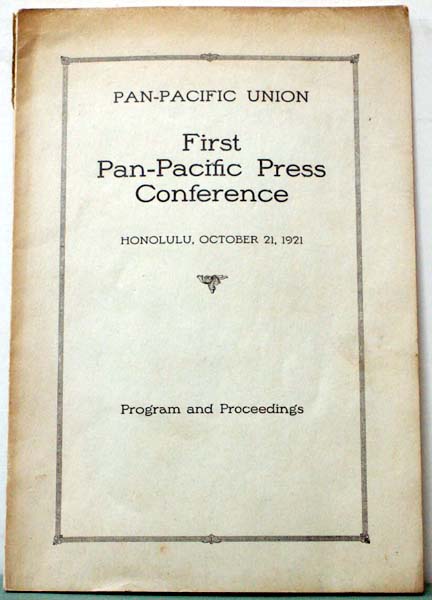 PAN-PACIFIC UNION
First
Pan-Pacific Press
Conference
HONOLULU, OCTOBER 21, 1921
Program and Proceedings